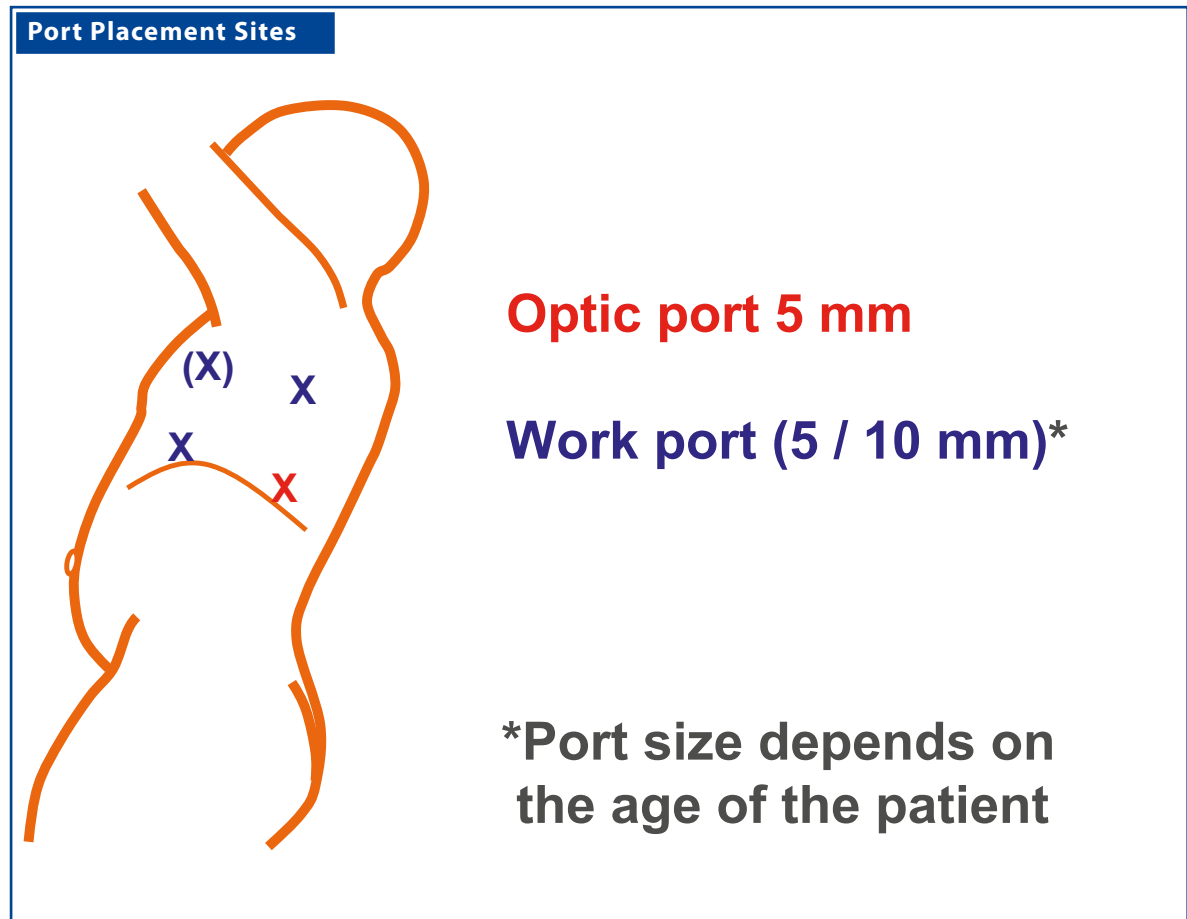 Port Placement Sites
(X)
X
X
X
Optic port 5 mm
Work port (5 / 10 mm)*
*Port size depends on
the age of the patient